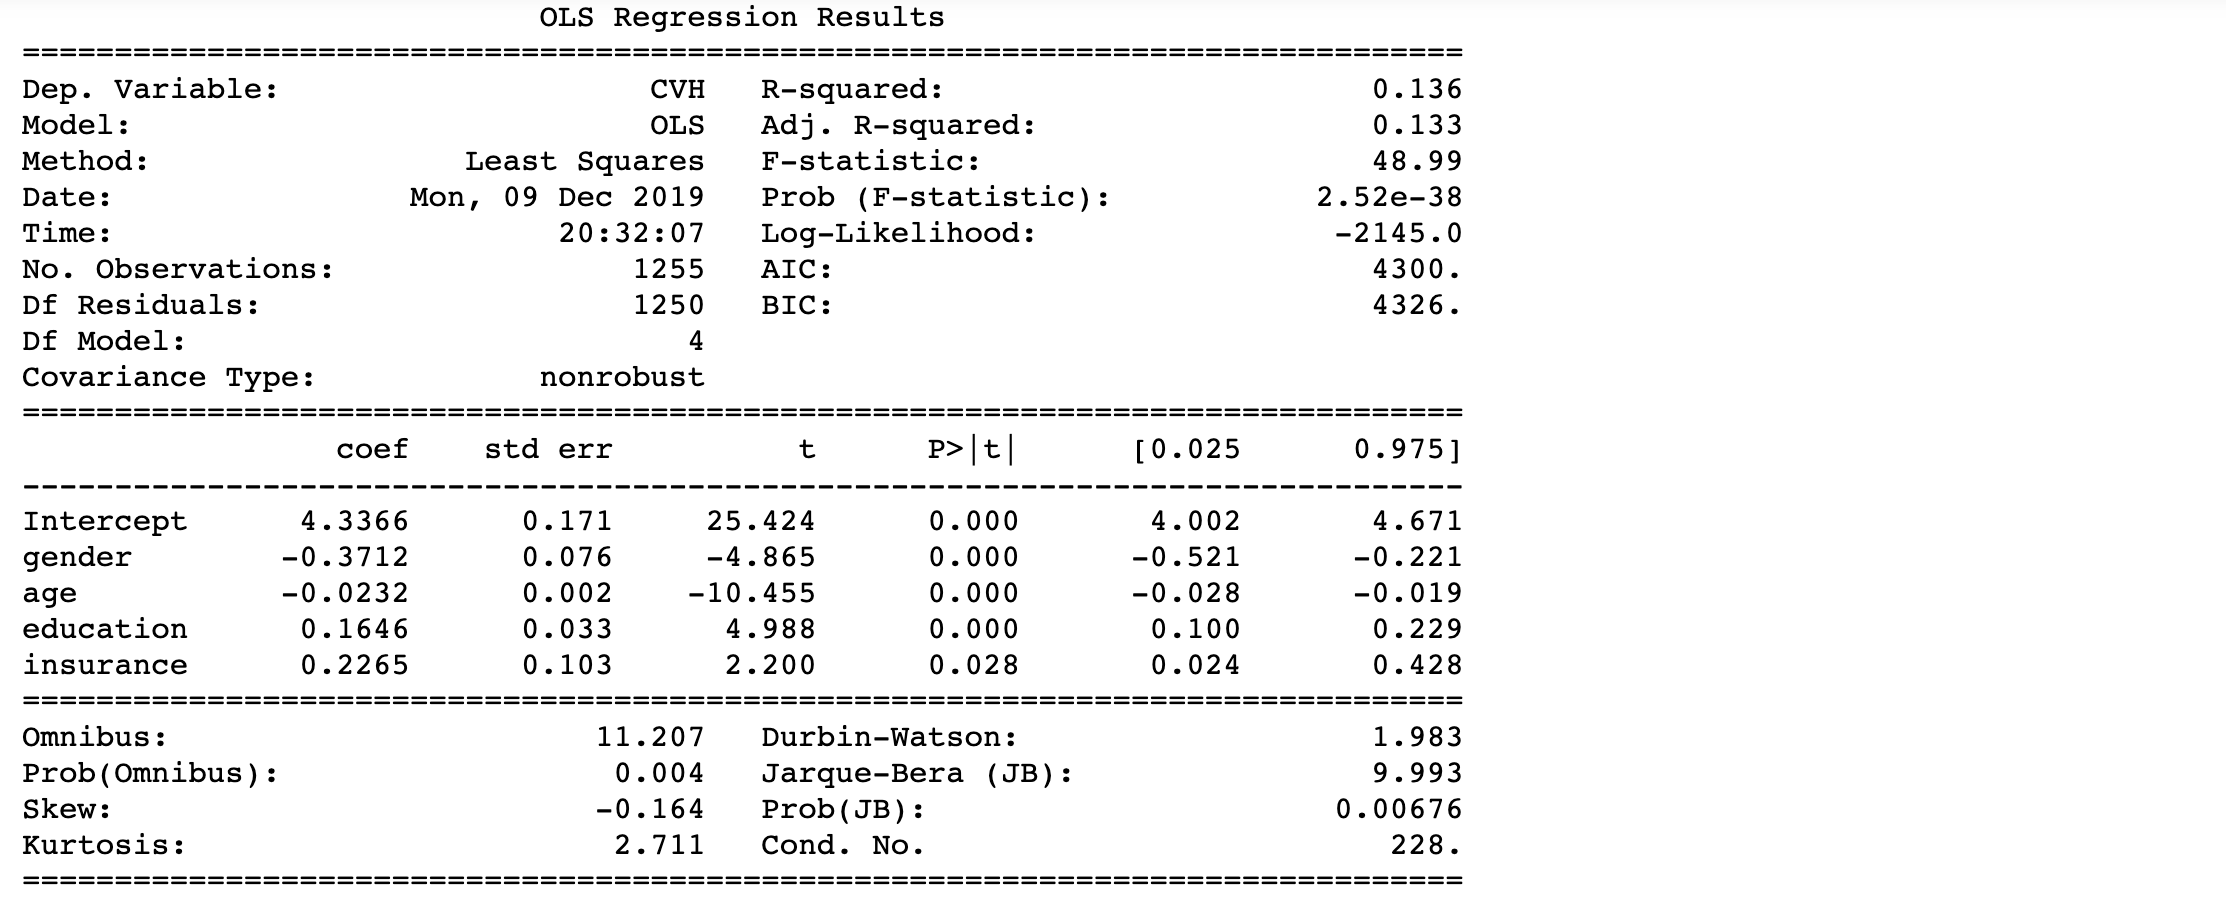 OLS Regression Results
==============================================================================
Dep. Variable:                    CVH   R-squared:                       0.136
Model:                            OLS   Adj. R-squared:                  0.133
Method:                 Least Squares   F-statistic:                     48.99
Date:                Mon, 09 Dec 2019   Prob (F-statistic):           2.52e-38
Time:                        20:32:07   Log-Likelihood:                -2145.0
No. Observations:                1255   AIC:                             4300.
Df Residuals:                    1250   BIC:                             4326.
Df Model:                           4
Covariance Type:            nonrobust
==============================================================================
                 coef    std err          t      P>|t|      [0.025      0.975]
------------------------------------------------------------------------------
Intercept      4.3366      0.171     25.424      0.000       4.002       4.671
gender        -0.3712      0.076     -4.865      0.000      -0.521      -0.221
age           -0.0232      0.002    -10.455      0.000      -0.028      -0.019
education      0.1646      0.033      4.988      0.000       0.100       0.229
insurance      0.2265      0.103      2.200      0.028       0.024       0.428
==============================================================================
Omnibus:                       11.207   Durbin-Watson:                   1.983
Prob(Omnibus):                  0.004   Jarque-Bera (JB):                9.993
Skew:                          -0.164   Prob(JB):                      0.00676
Kurtosis:                       2.711   Cond. No.                         228.
==============================================================================